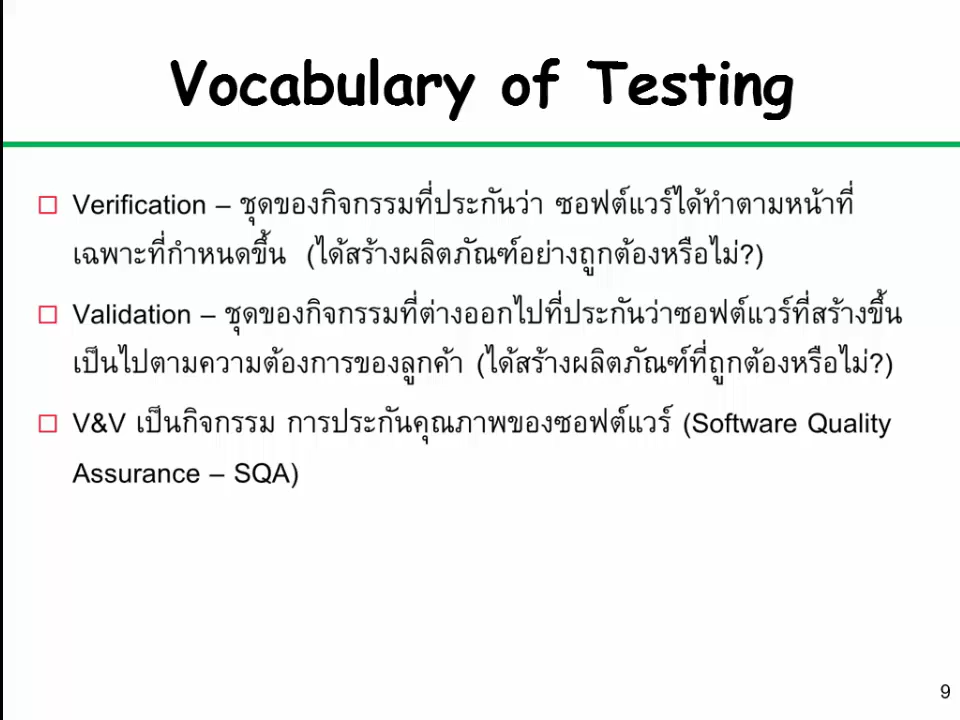 Vocabulary of Testing
Verification – ชุดของกิจกรรมที่ประกันว่า ซอฟต์แวร์ได้ทำตามหน้าที่
เฉพาะที่กำหนดขึ้น (ได้สร้างผลิตภัณฑ์อย่างถูกต้องหรือไม่?)
Validation – ชุดของกิจกรรมที่ต่างออกไปที่ประกันว่าซอฟต์แวร์ที่สร้างขึ้น
เป็นไปตามความต้องการของลูกค้า (ได้สร้างผลิตภัณฑ์ที่ถูกต้องหรือไม่?)
V&V เป็นกิจกรรม การประกันคุณภาพของซอฟต์แวร์ (Software Quality
Assurance – SQA)
9